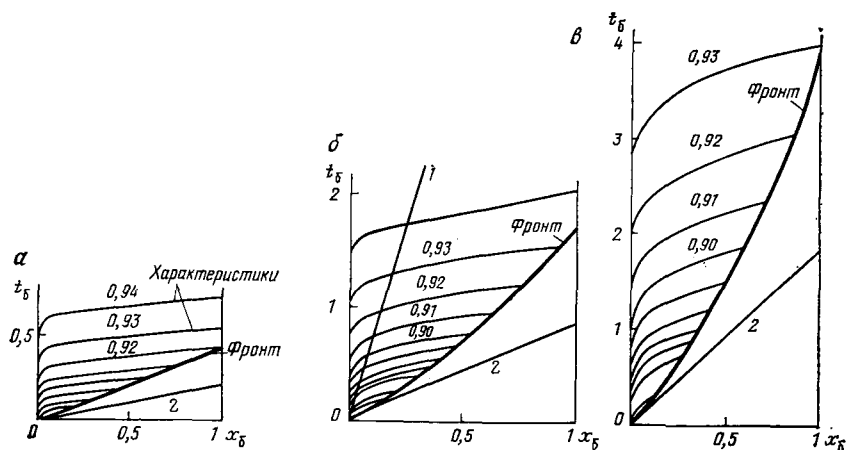 а
t_б
0,5
0
0,94
Характеристики
0,93
0,92
Фронт
2
0,5
1 x_б
б
t_б
2
1
0
1
Фронт
0,93
0,92
0,91
0,90
2
0,5
1 x_б
в
t_б
4
3
2
1
0
0,93
Фронт
0,92
0,91
0,90
2
0,5
1 x_б